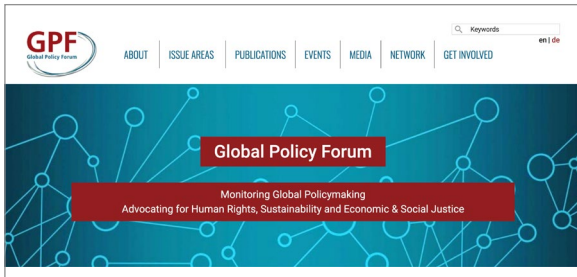 Keywords
en | de
GPF
Global Policy Forum
ABOUT
ISSUE AREAS
PUBLICATIONS
EVENTS
MEDIA
NETWORK
GET INVOLVED
Global Policy Forum
Monitoring Global Policymaking
Advocating for Human Rights, Sustainability and Economic & Social Justice